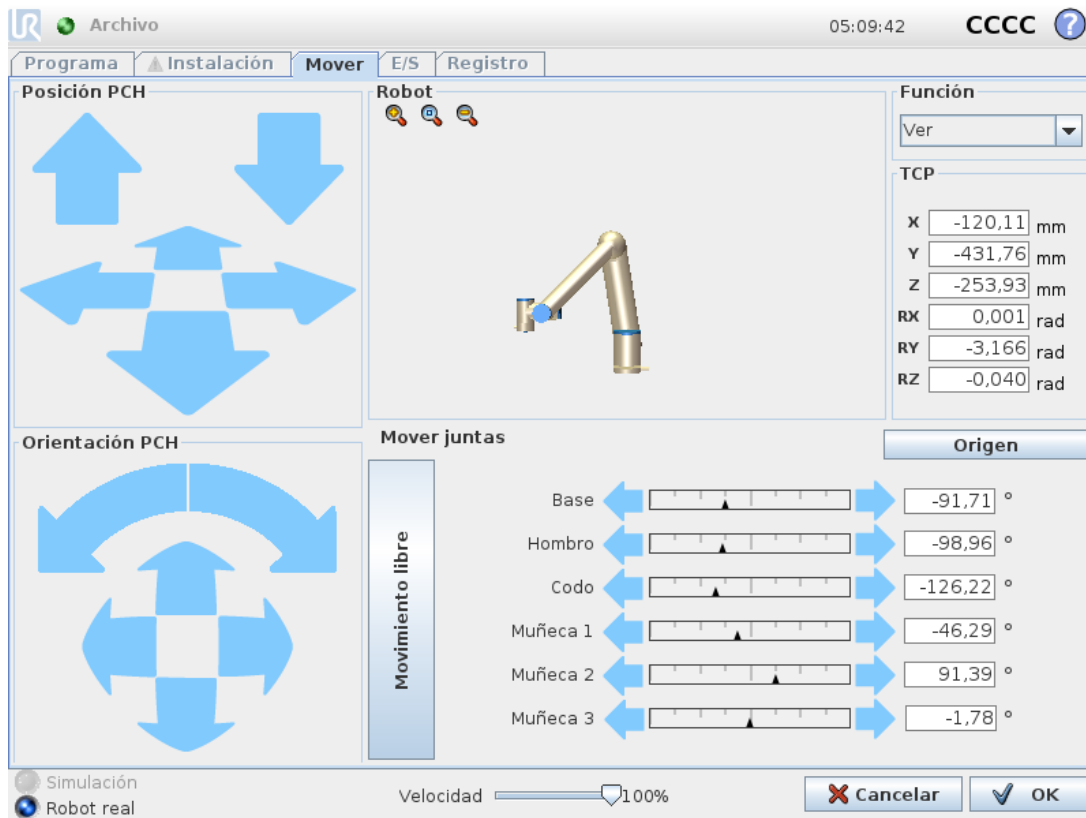 UR Archivo 05:09:42 CCCC ?
Programa Instalación Mover E/S Registro
Posición PCH
Robot
Función
Ver
TCP
X -120,11 mm
Y -431,76 mm
Z -253,93 mm
RX 0,001 rad
RY -3,166 rad
RZ -0,040 rad
Orientación PCH
Mover juntas
Origen
Movimiento libre
Base -91,71 °
Hombro -98,96 °
Codo -126,22 °
Muñeca 1 -46,29 °
Muñeca 2 91,39 °
Muñeca 3 -1,78 °
Simulación
Robot real
Velocidad 100%
Cancelar
OK